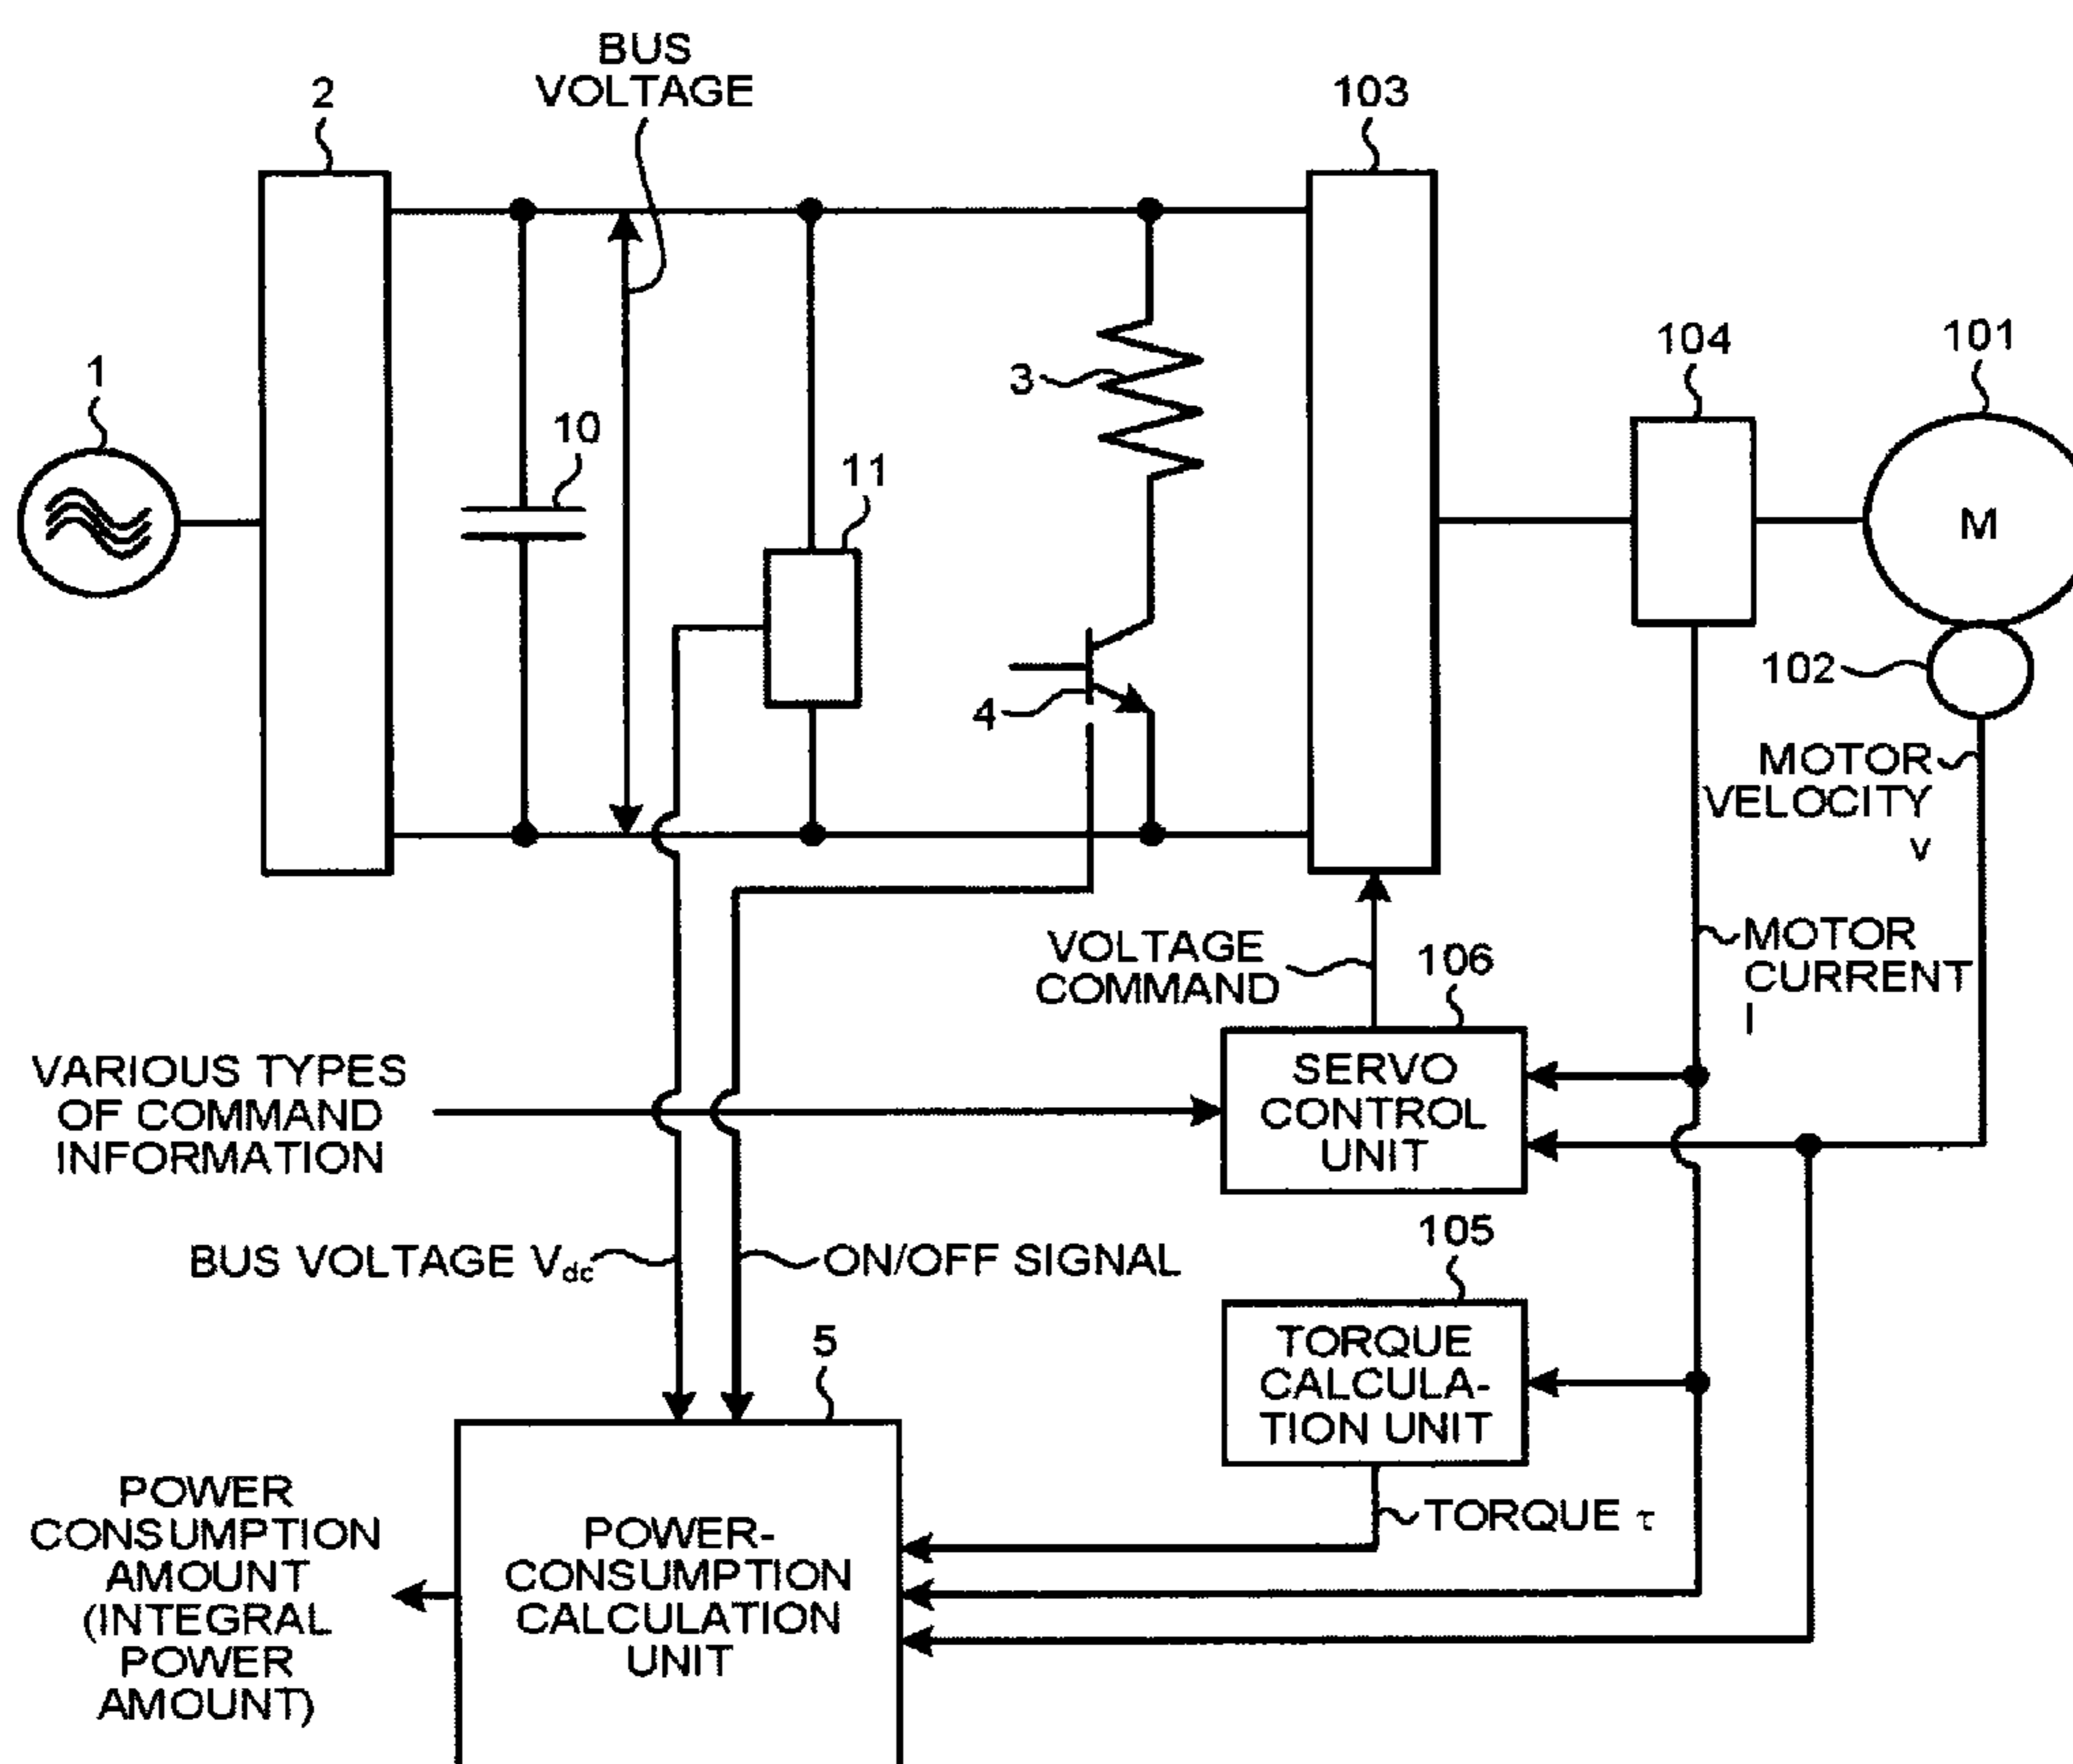 BUS
VOLTAGE
2
103
1
10
11
3
104
101
M
4
102
MOTOR
VELOCITY
v
MOTOR
CURRENT
I
VOLTAGE
COMMAND
106
SERVO
CONTROL
UNIT
VARIOUS TYPES
OF COMMAND
INFORMATION
BUS VOLTAGE Vdc
ON/OFF SIGNAL
105
TORQUE
CALCULA-
TION UNIT
5
TORQUE τ
POWER-
CONSUMPTION
CALCULATION
UNIT
POWER
CONSUMPTION
AMOUNT
(INTEGRAL
POWER
AMOUNT)